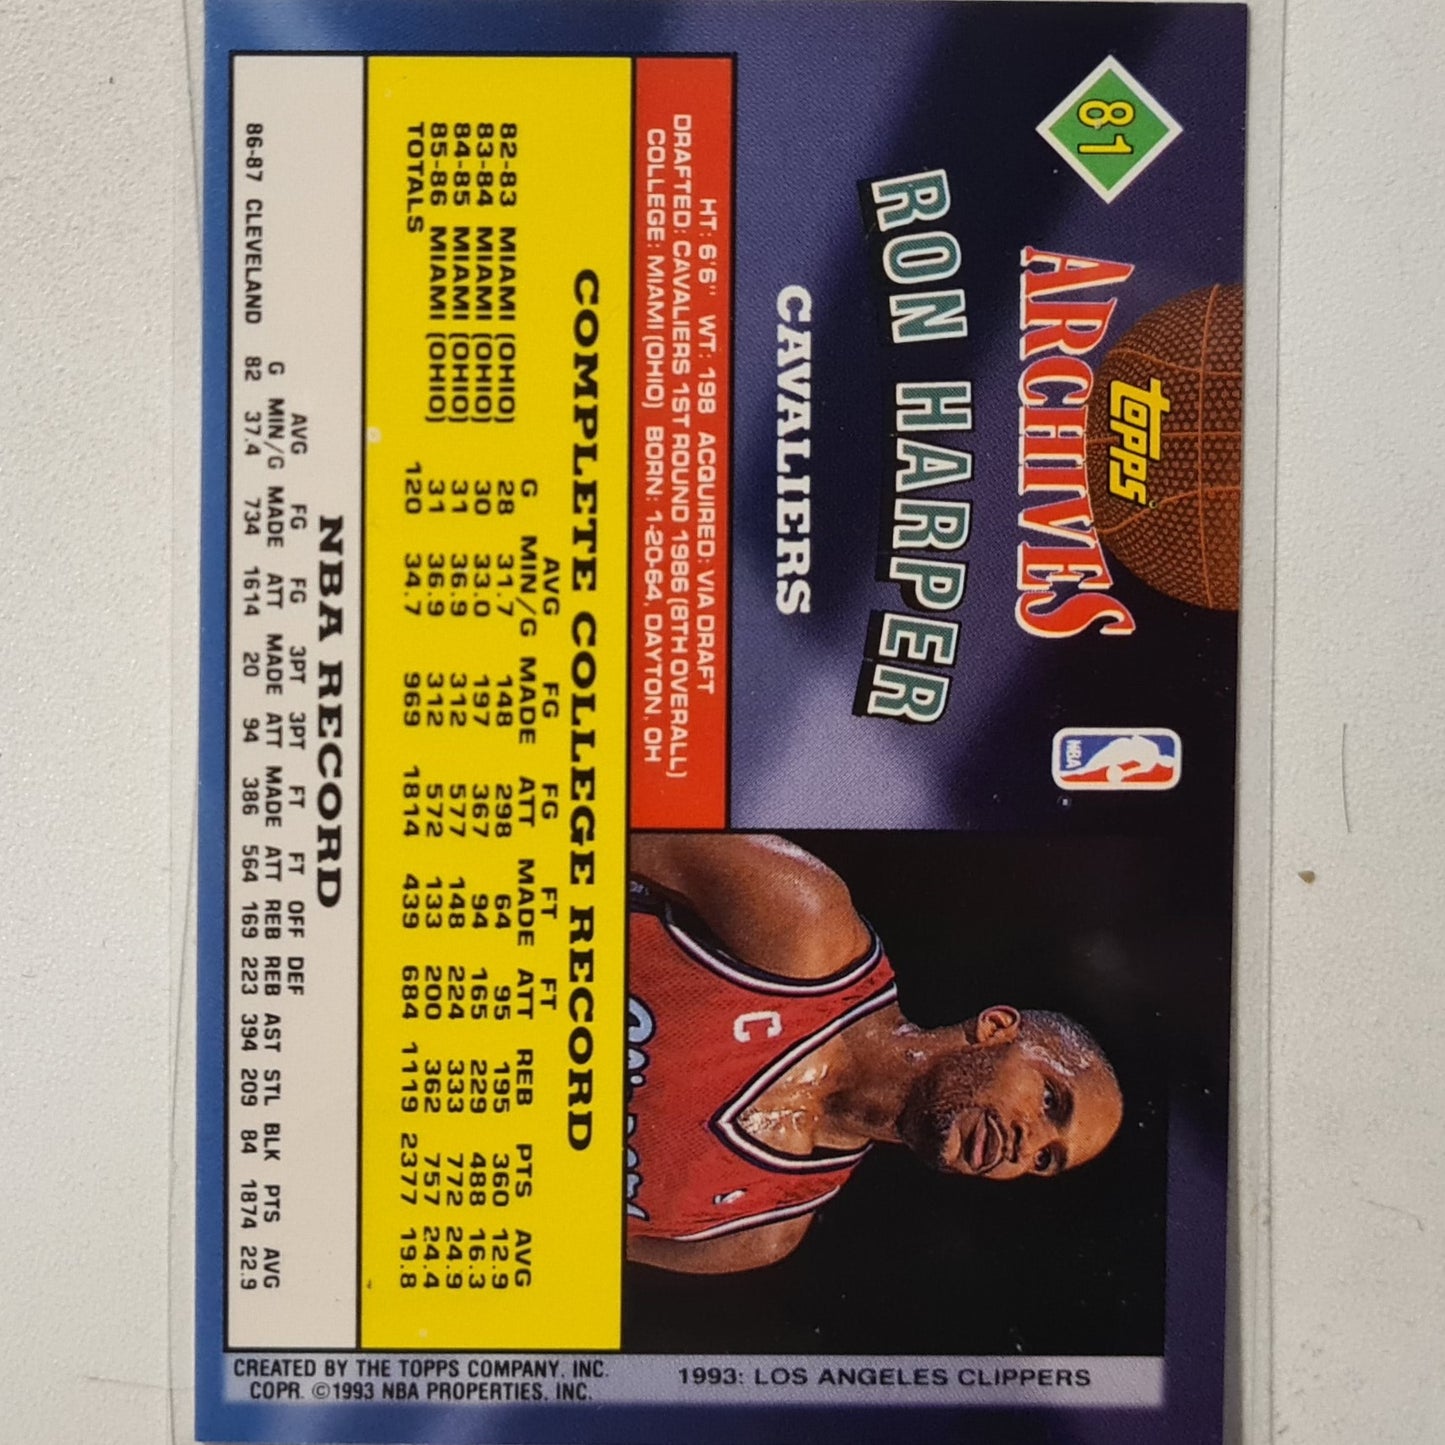 81
topps
ARCHIVES
NBA
RON HARPER
CAVALIERS
HT: 6'6" WT: 198 ACQUIRED: VIA DRAFT
DRAFTED: CAVALIERS 1ST ROUND 1986 (8TH OVERALL)
COLLEGE: MIAMI (OHIO) BORN: 1-20-64, DAYTON, OH
C
COMPLETE COLLEGE RECORD
AVG FG FG FT FT
G MIN/G MADE ATT MADE ATT REB PTS AVG
82-83 MIAMI (OHIO) 28 31.7 148 298 64 95 195 360 12.9
83-84 MIAMI (OHIO) 30 33.0 197 367 94 165 229 488 16.3
84-85 MIAMI (OHIO) 31 36.9 312 577 148 224 333 772 24.9
85-86 MIAMI (OHIO) 31 36.9 312 572 133 200 362 757 24.4
TOTALS 120 34.7 969 1814 439 684 1119 2377 19.8
NBA RECORD
AVG FG FG 3PT 3PT FT FT OFF DEF
G MIN/G MADE ATT MADE ATT MADE ATT REB REB AST STL BLK PTS AVG
86-87 CLEVELAND 82 37.4 734 1614 20 94 386 564 169 223 394 209 84 1874 22.9
1993: LOS ANGELES CLIPPERS
CREATED BY THE TOPPS COMPANY, INC.
COPR. ©1993 NBA PROPERTIES, INC.